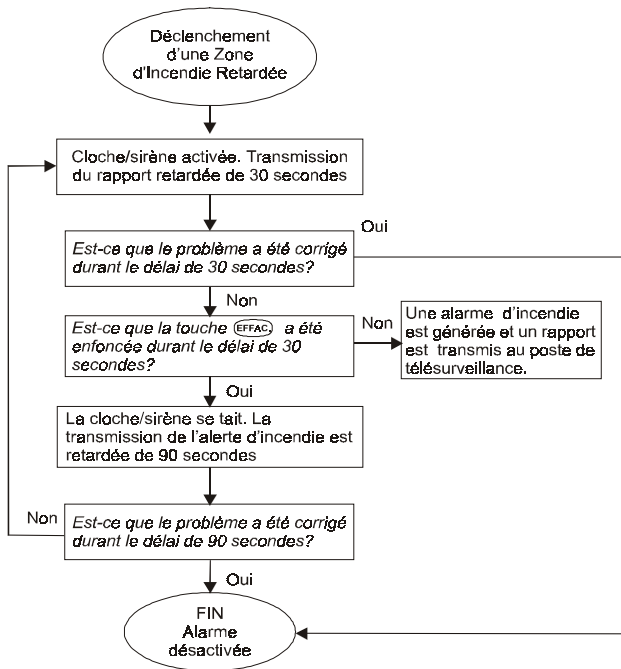 Déclenchement
d'une Zone
d'Incendie Retardée
Cloche/sirène activée. Transmission
du rapport retardée de 30 secondes
Oui
Est-ce que le problème a été corrigé
durant le délai de 30 secondes?
Non
Est-ce que la touche EFFAC. a été
enfoncée durant le délai de 30
secondes?
Non
Une alarme d'incendie
est générée et un rapport
est transmis au poste de
télésurveillance.
Oui
La cloche/sirène se tait. La
transmission de l'alerte d'incendie est
retardée de 90 secondes
Non
Est-ce que le problème a été corrigé
durant le délai de 90 secondes?
Oui
FIN
Alarme
désactivée